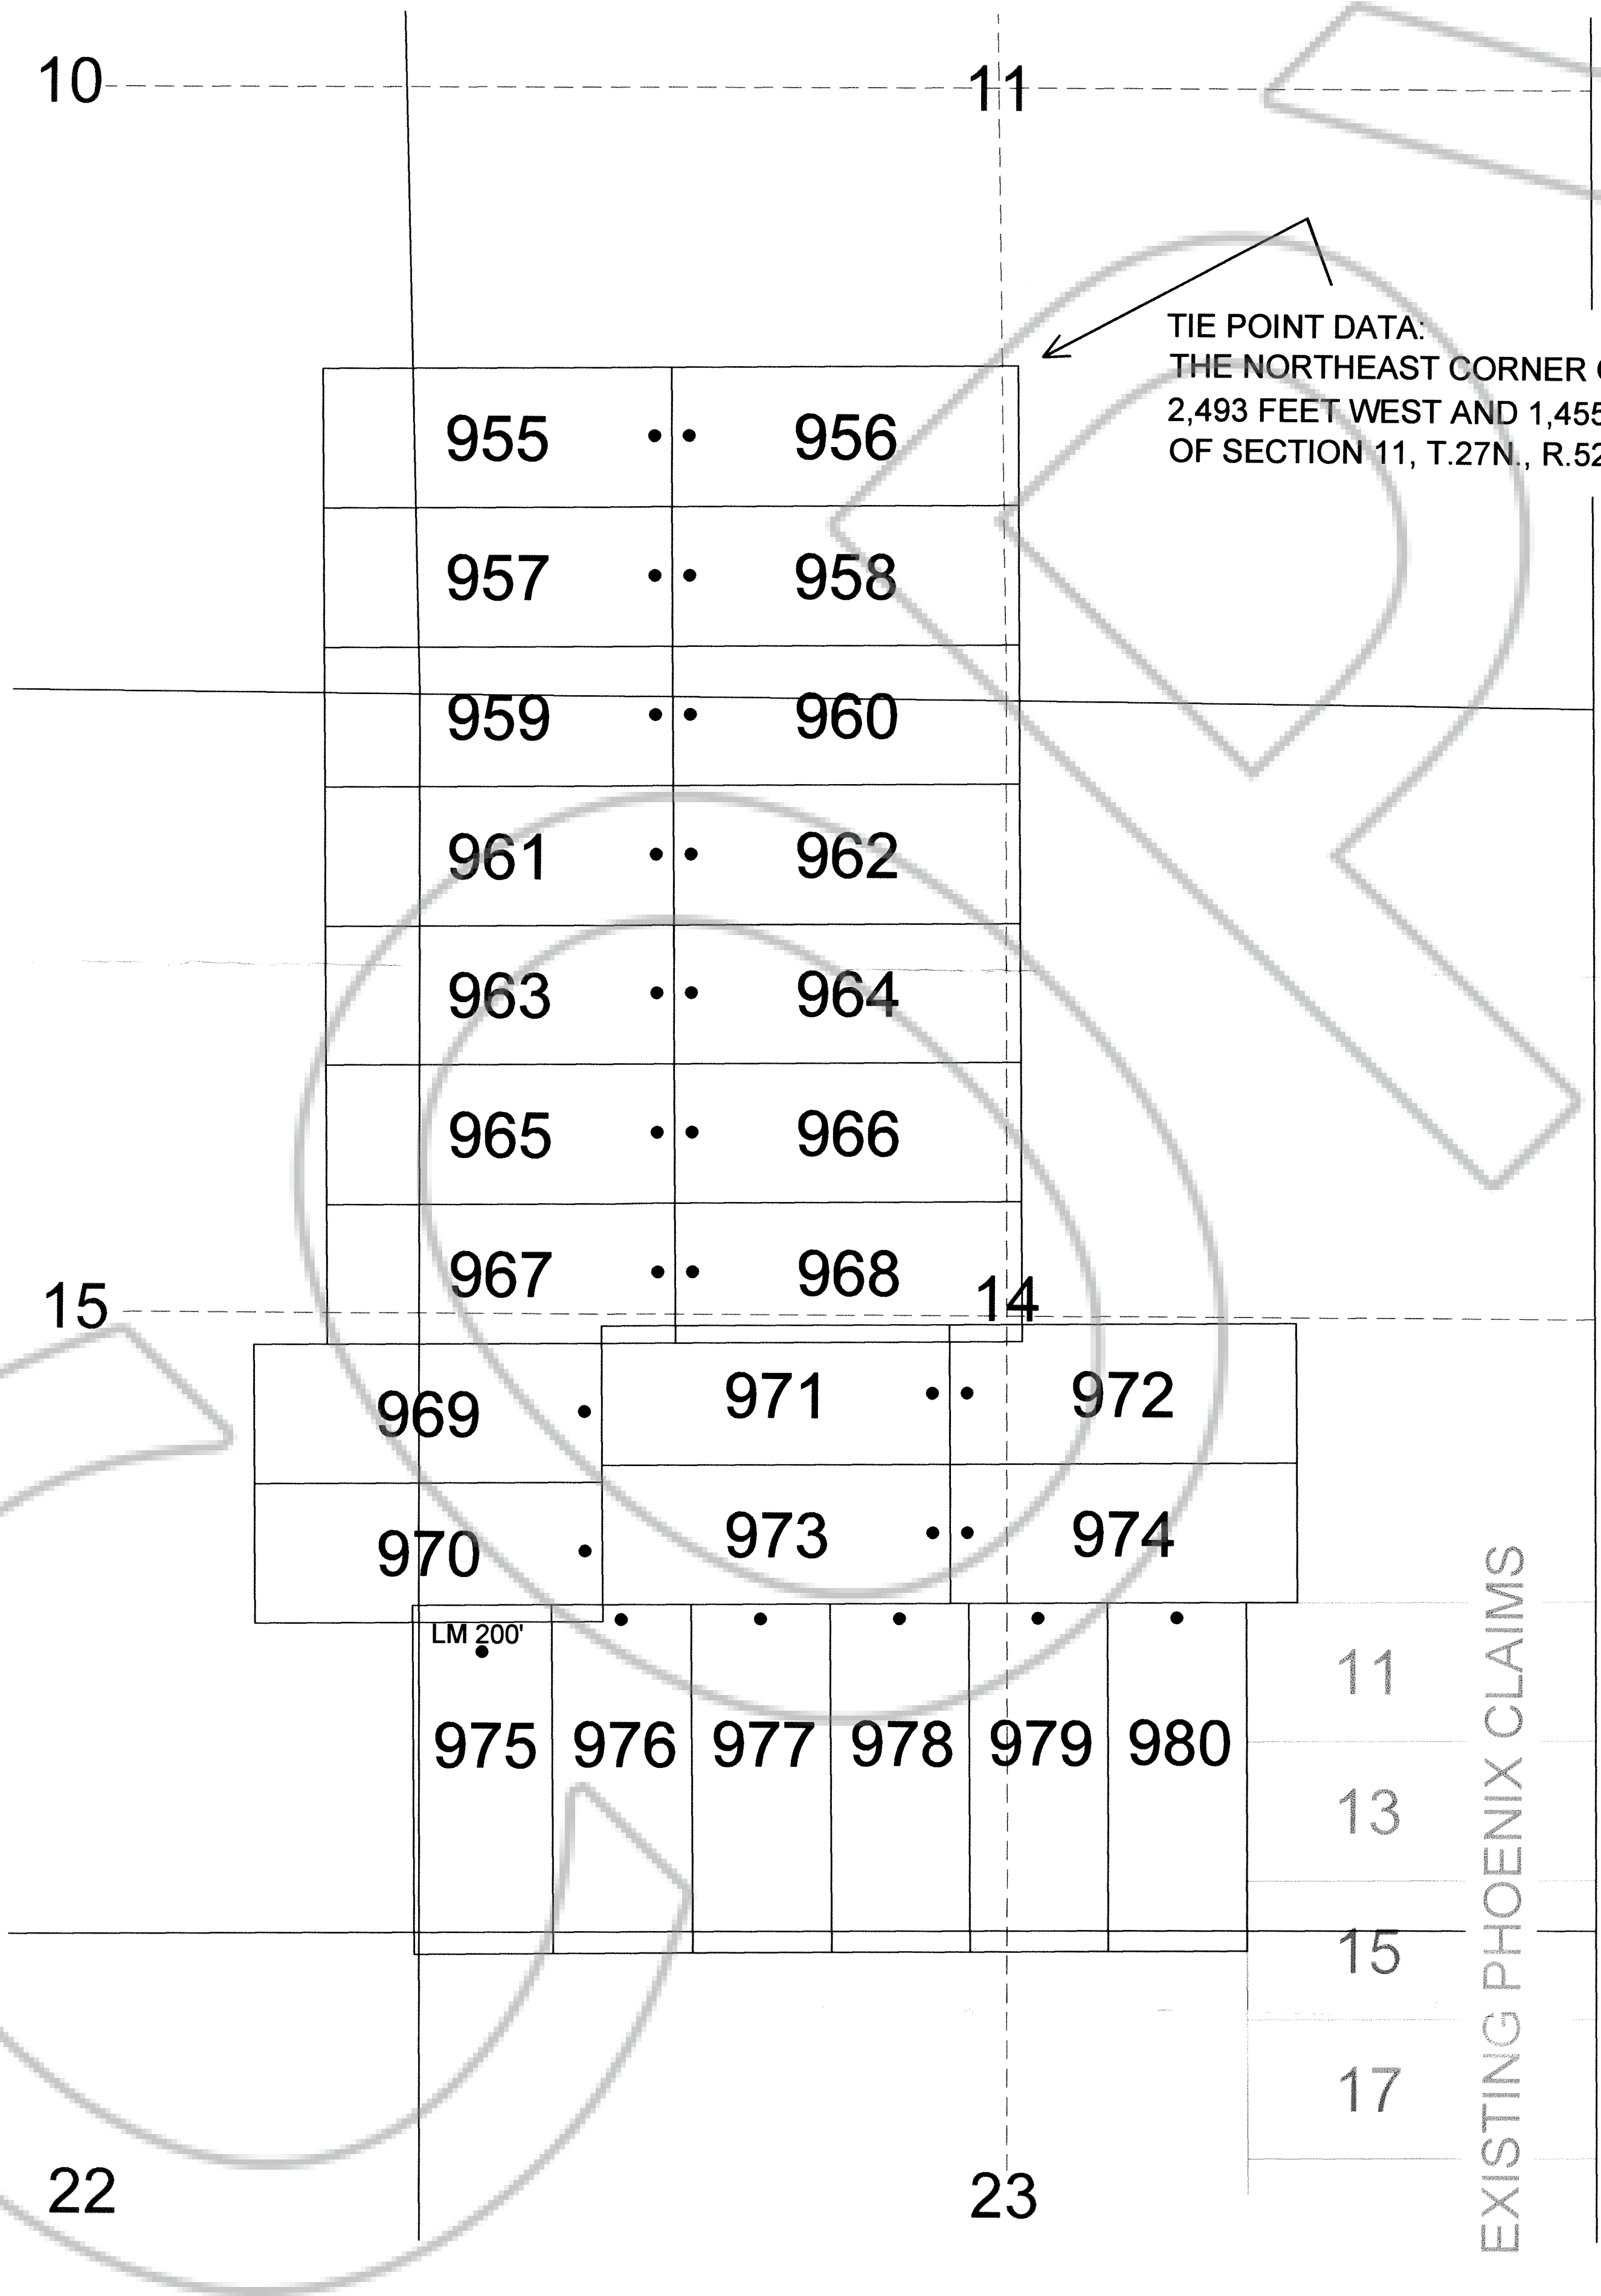 10
11
TIE POINT DATA:
THE NORTHEAST CORNER
2,493 FEET WEST AND 1,455
OF SECTION 11, T.27N., R.52
955 956
957 958
959 960
961 962
963 964
965 966
967 968
15
14
969 971 972
970 973 974
LM 200'
975 976 977 978 979 980
11
13
15
17
EXISTING PHOENIX CLAIMS
22
23